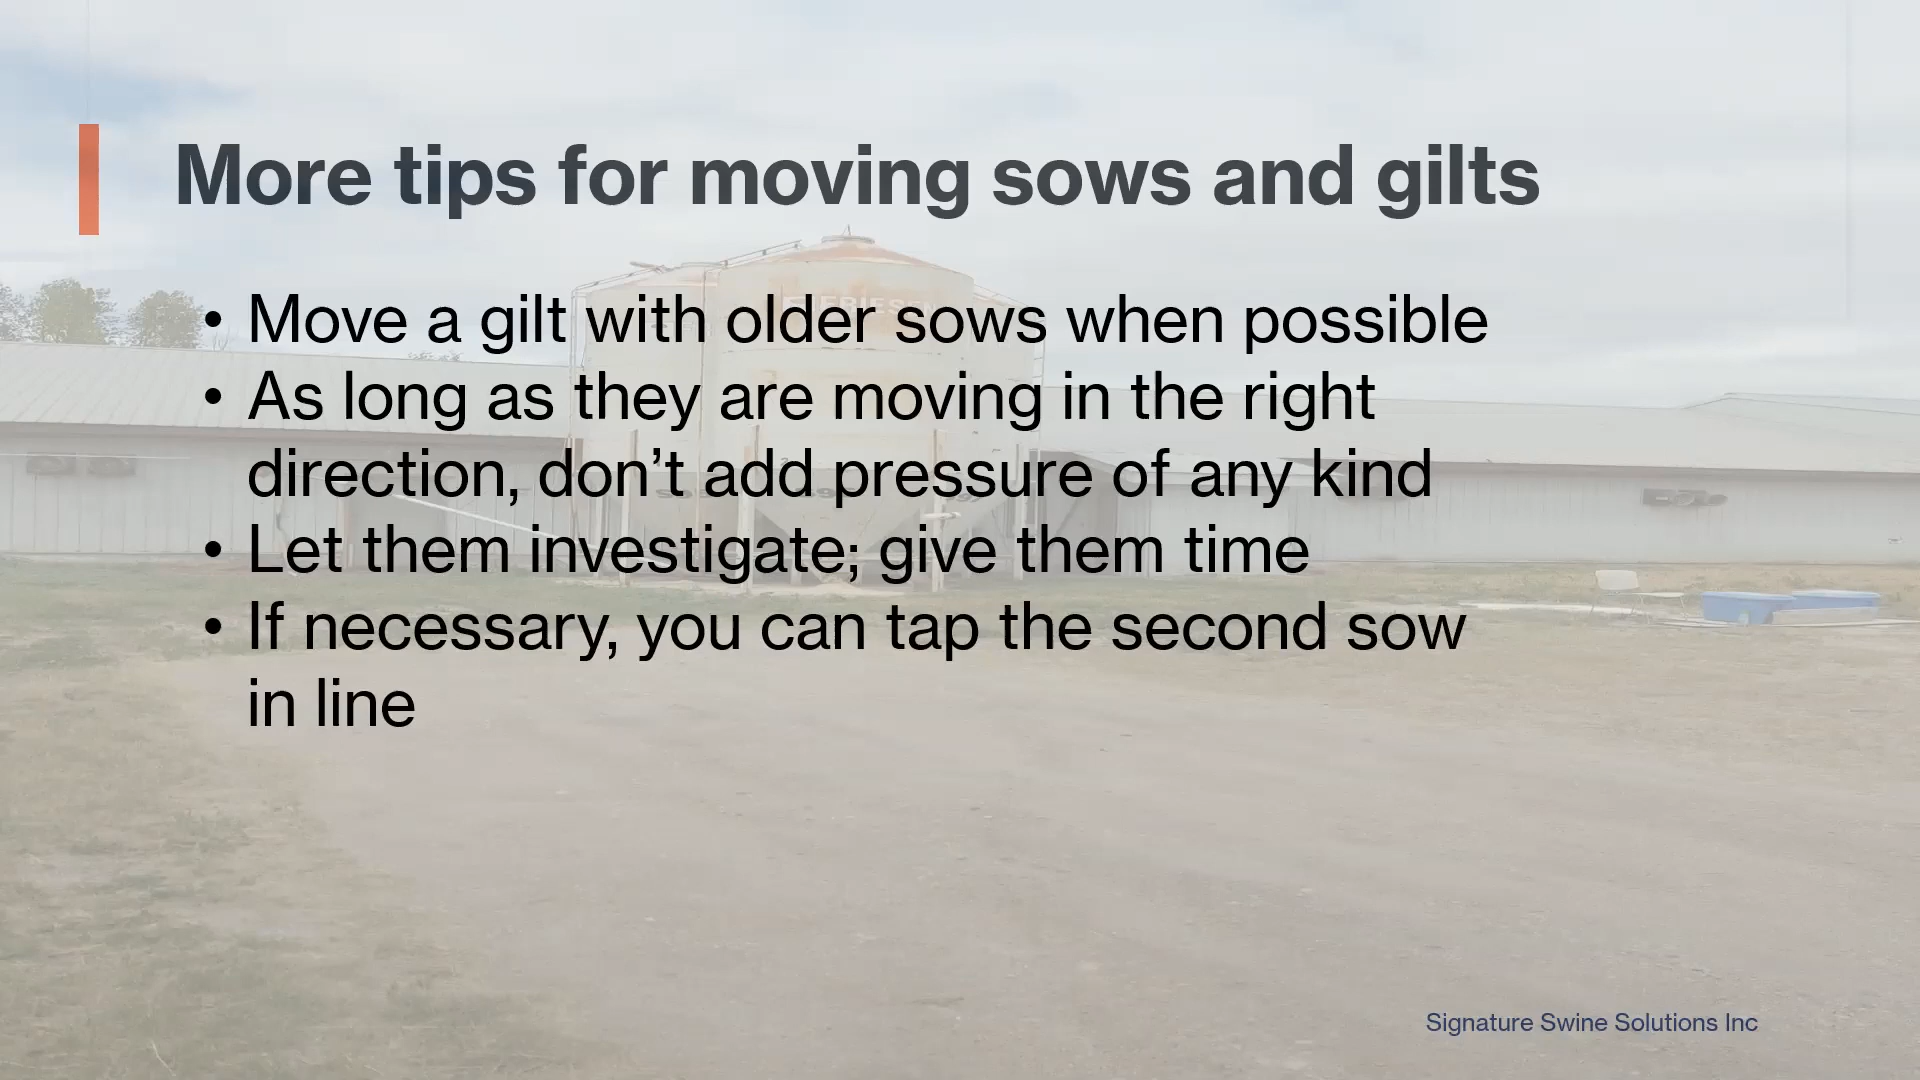 More tips for moving sows and gilts
• Move a gilt with older sows when possible
• As long as they are moving in the right
direction, don’t add pressure of any kind
• Let them investigate; give them time
• If necessary, you can tap the second sow
in line
Signature Swine Solutions Inc